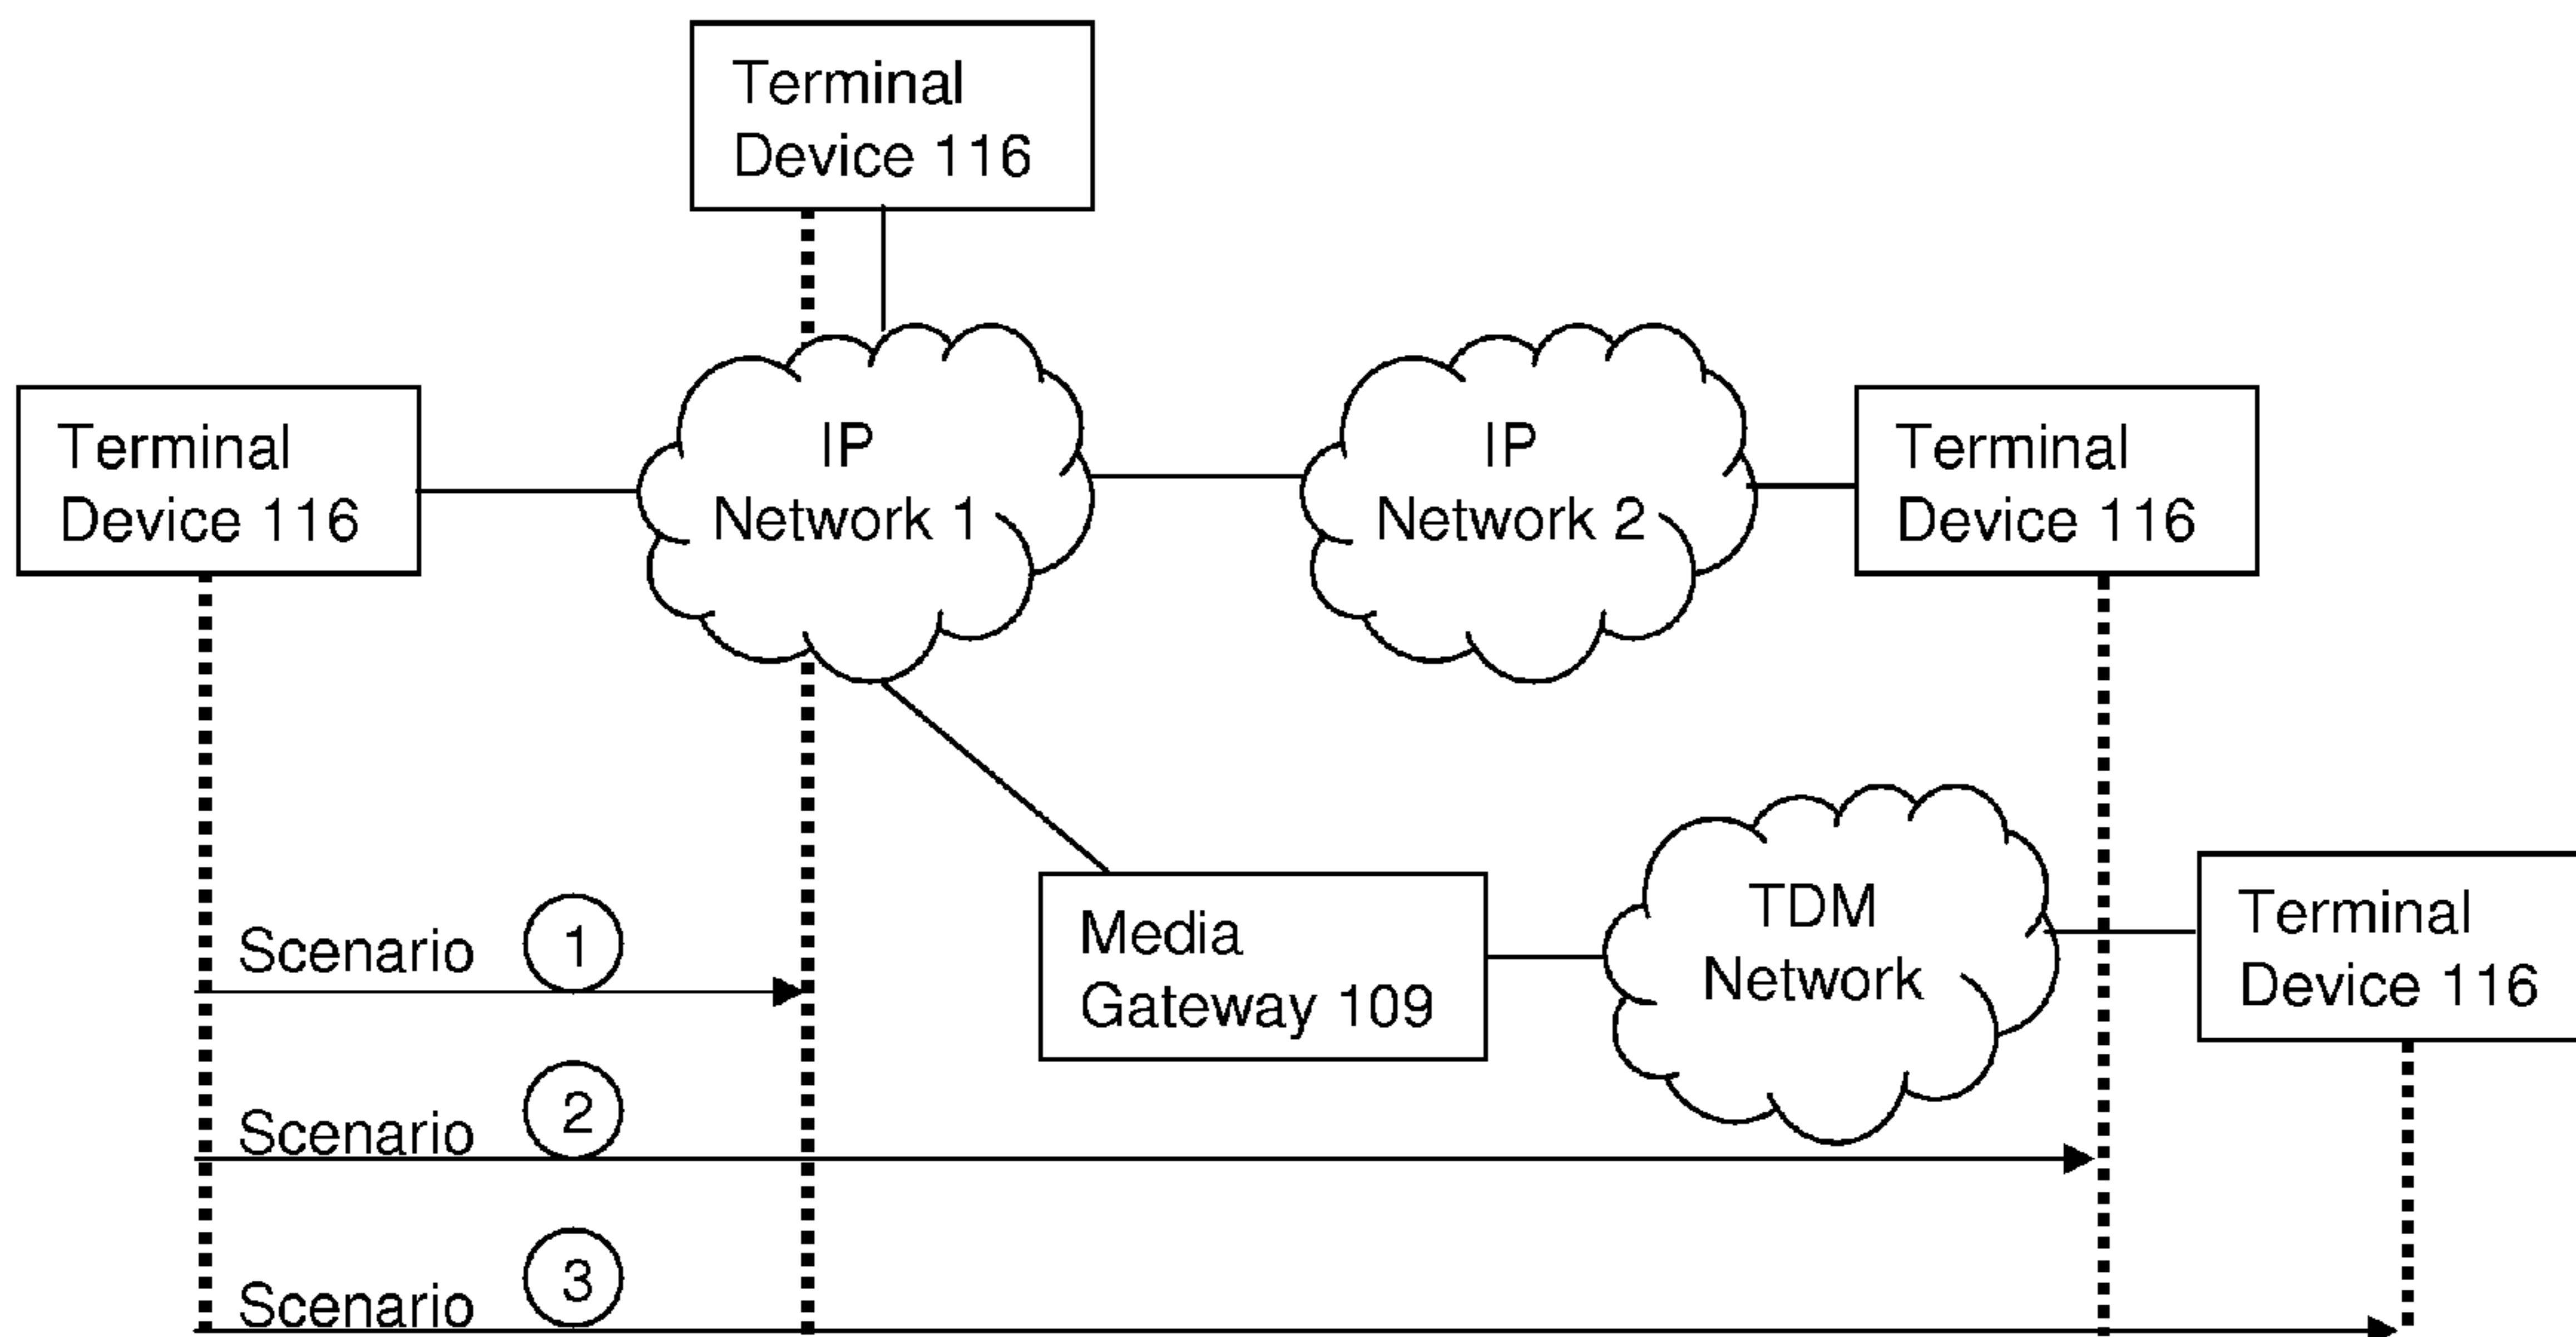 Terminal
Device 116
Terminal
Device 116
IP
Network 1
IP
Network 2
Terminal
Device 116
Media
Gateway 109
TDM
Network
Terminal
Device 116
Scenario 1
Scenario 2
Scenario 3